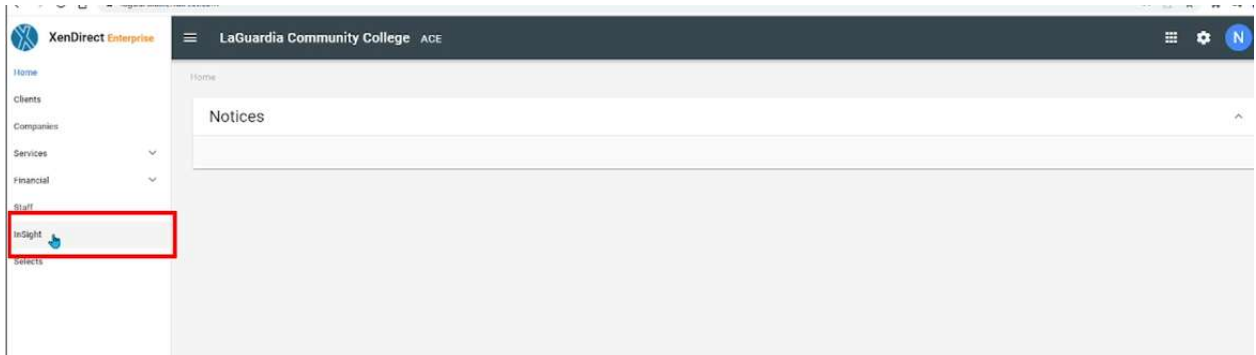 XenDirect Enterprise
LaGuardia Community College ACE
N
Home
Clients
Companies
Services
Financial
Staff
InSight
Selects
Home
Notices